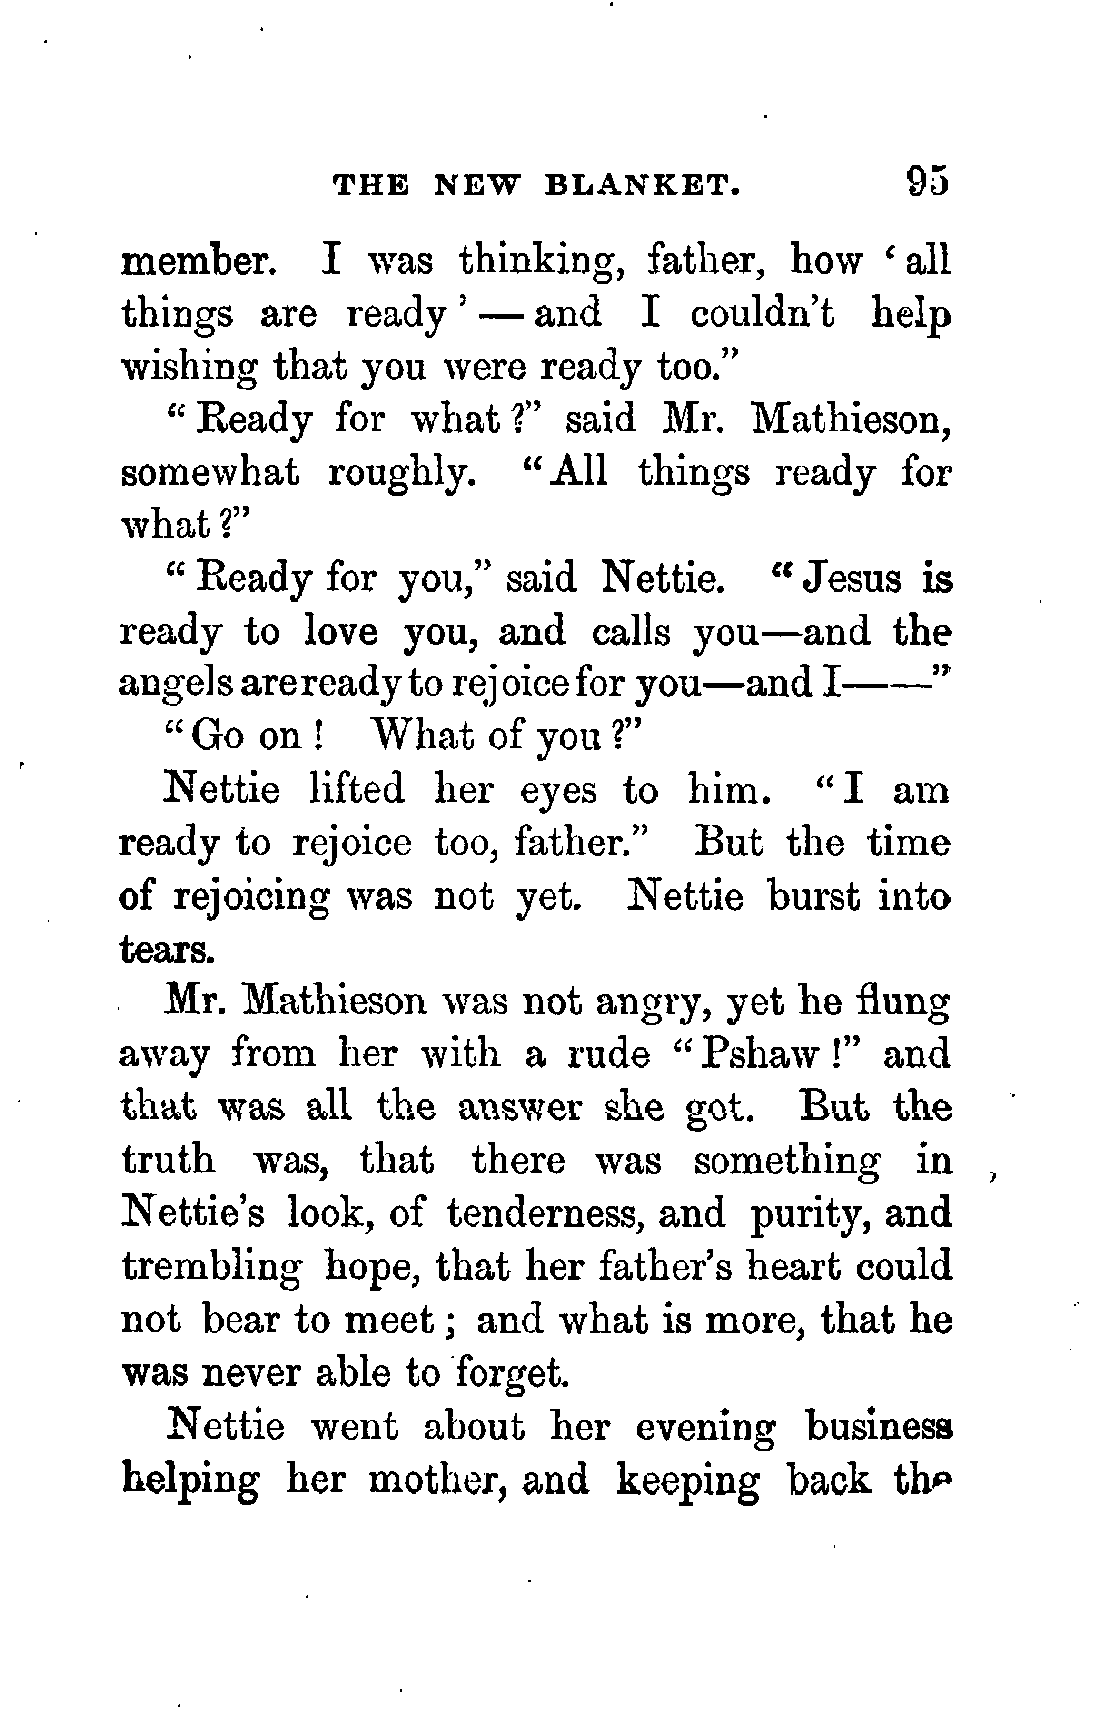 THE NEW BLANKET. 95
member. I was thinking, father, how ‘all
things are ready’—and I couldn’t help
wishing that you were ready too.”
“Ready for what?” said Mr. Mathieson,
somewhat roughly. “All things ready for
what?”
“Ready for you,” said Nettie. “Jesus is
ready to love you, and calls you—and the
angels are ready to rejoice for you—and I——”
“Go on! What of you?”
Nettie lifted her eyes to him. “I am
ready to rejoice too, father.” But the time
of rejoicing was not yet. Nettie burst into
tears.
Mr. Mathieson was not angry, yet he flung
away from her with a rude “Pshaw!” and
that was all the answer she got. But the
truth was, that there was something in
Nettie’s look, of tenderness, and purity, and
trembling hope, that her father’s heart could
not bear to meet; and what is more, that he
was never able to forget.
Nettie went about her evening business
helping her mother, and keeping back the